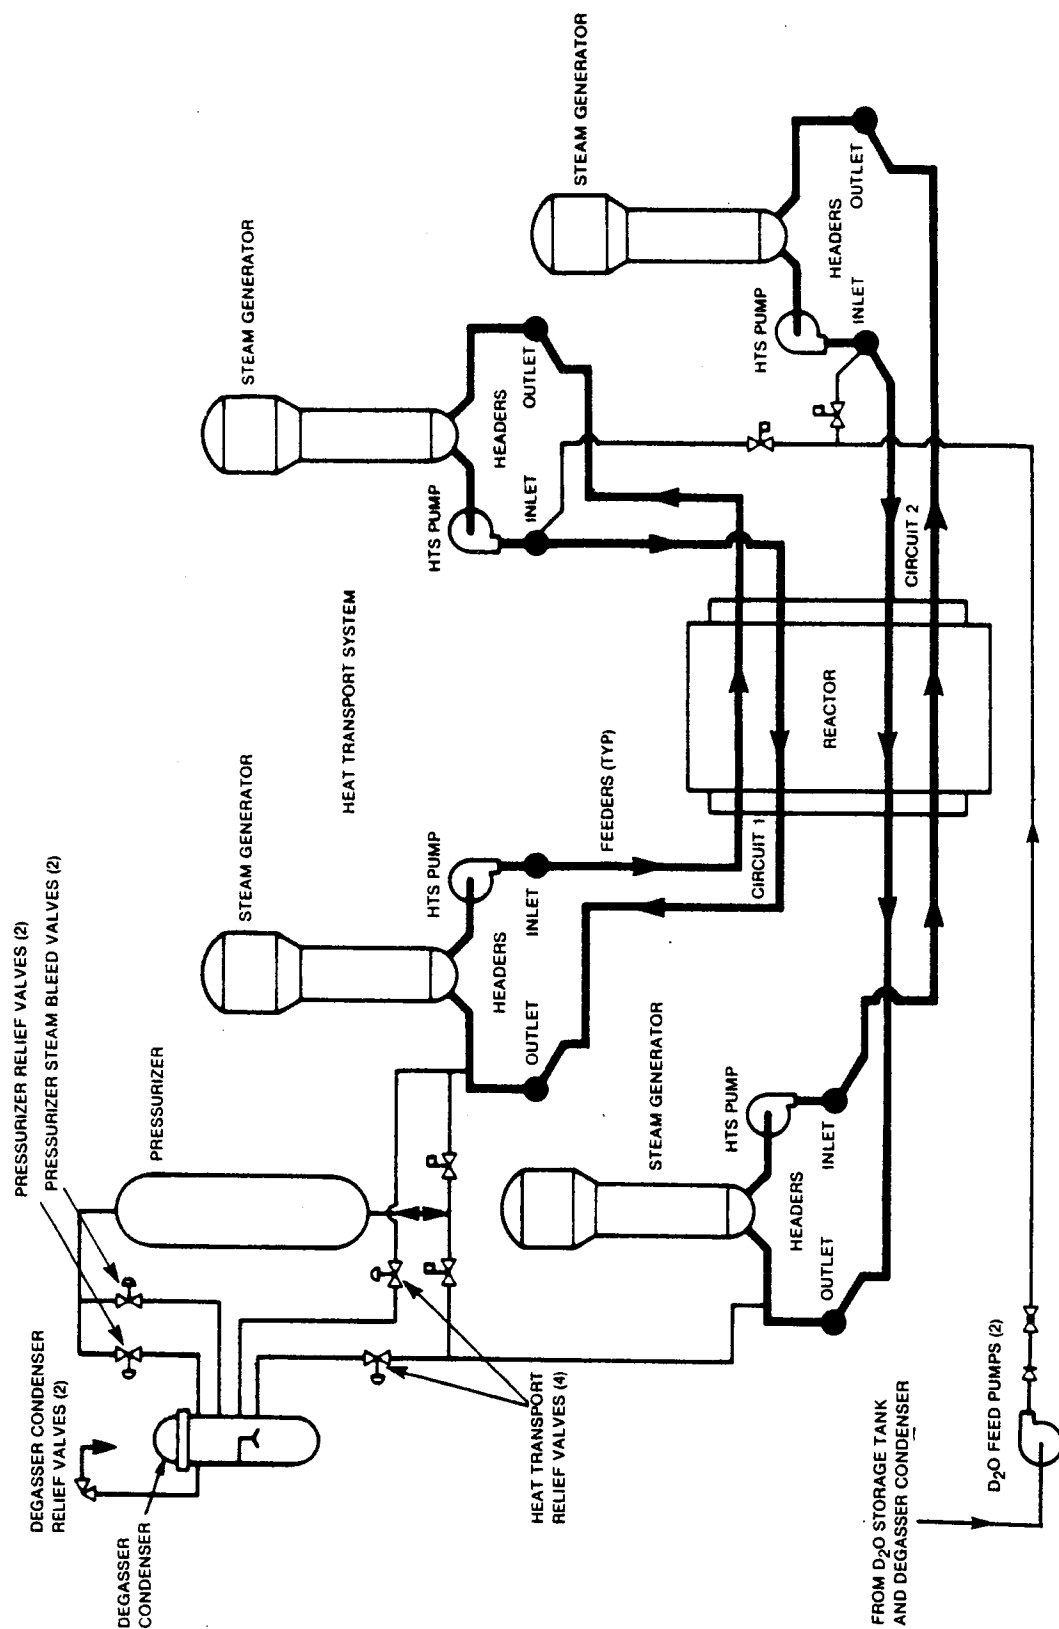 PRESSURIZER RELIEF VALVES (2)
PRESSURIZER STEAM BLEED VALVES (2)
DEGASSER CONDENSER
RELIEF VALVES (2)
DEGASSER
CONDENSER
PRESSURIZER
STEAM GENERATOR
HEAT TRANSPORT SYSTEM
STEAM GENERATOR
STEAM GENERATOR
HTS PUMP
HEADERS
OUTLET
INLET
FEEDERS (TYP)
HTS PUMP
HEADERS
INLET
OUTLET
HEAT TRANSPORT
RELIEF VALVES (4)
STEAM GENERATOR
HTS PUMP
HEADERS
OUTLET
INLET
CIRCUIT 1
REACTOR
CIRCUIT 2
HTS PUMP
HEADERS
INLET
OUTLET
FROM D2O STORAGE TANK
AND DEGASSER CONDENSER
D2O FEED PUMPS (2)